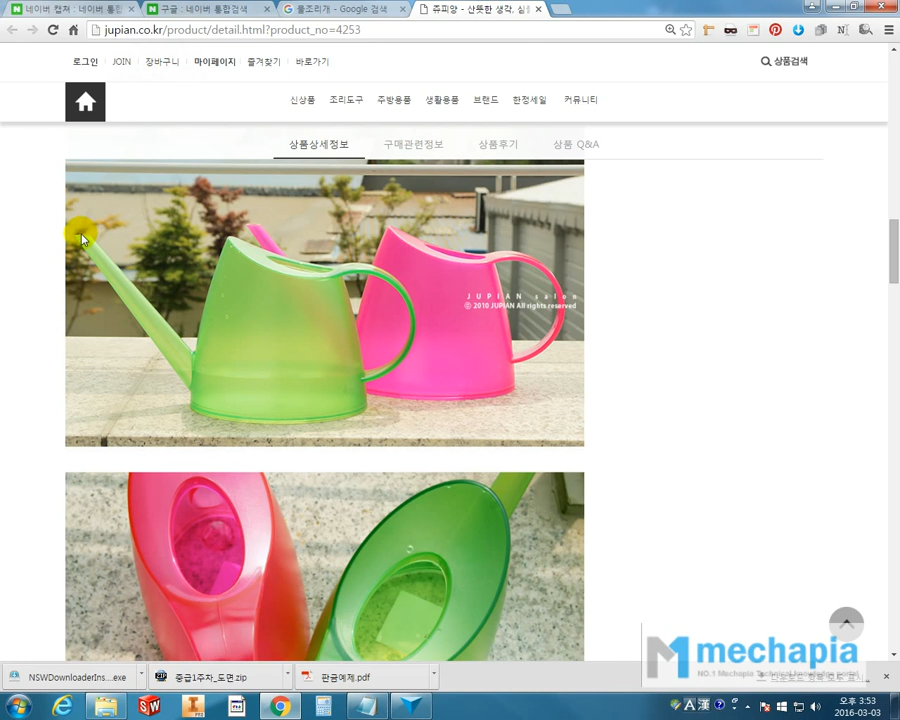 네이버 캡쳐 : 네이버 통합
구글 : 네이버 통합검색
물조리개 - Google 검색
쥬피앙 - 산뜻한 생각, 심
jupian.co.kr/product/detail.html?product_no=4253
로그인 JOIN 장바구니 마이페이지 즐겨찾기 바로가기
상품검색
신상품 조리도구 주방용품 생활용품 브랜드 한정세일 커뮤니티
상품상세정보 구매관련정보 상품후기 상품 Q&A
JUPIAN salon
ⓒ 2010 JUPIAN All rights reserved
mechapia
NO.1 Mechapia Technical knowledge portal
NSWDownloaderIns....exe
중급1주차_도면.zip
판글예제.pdf
오후 3:53
2016-03-03